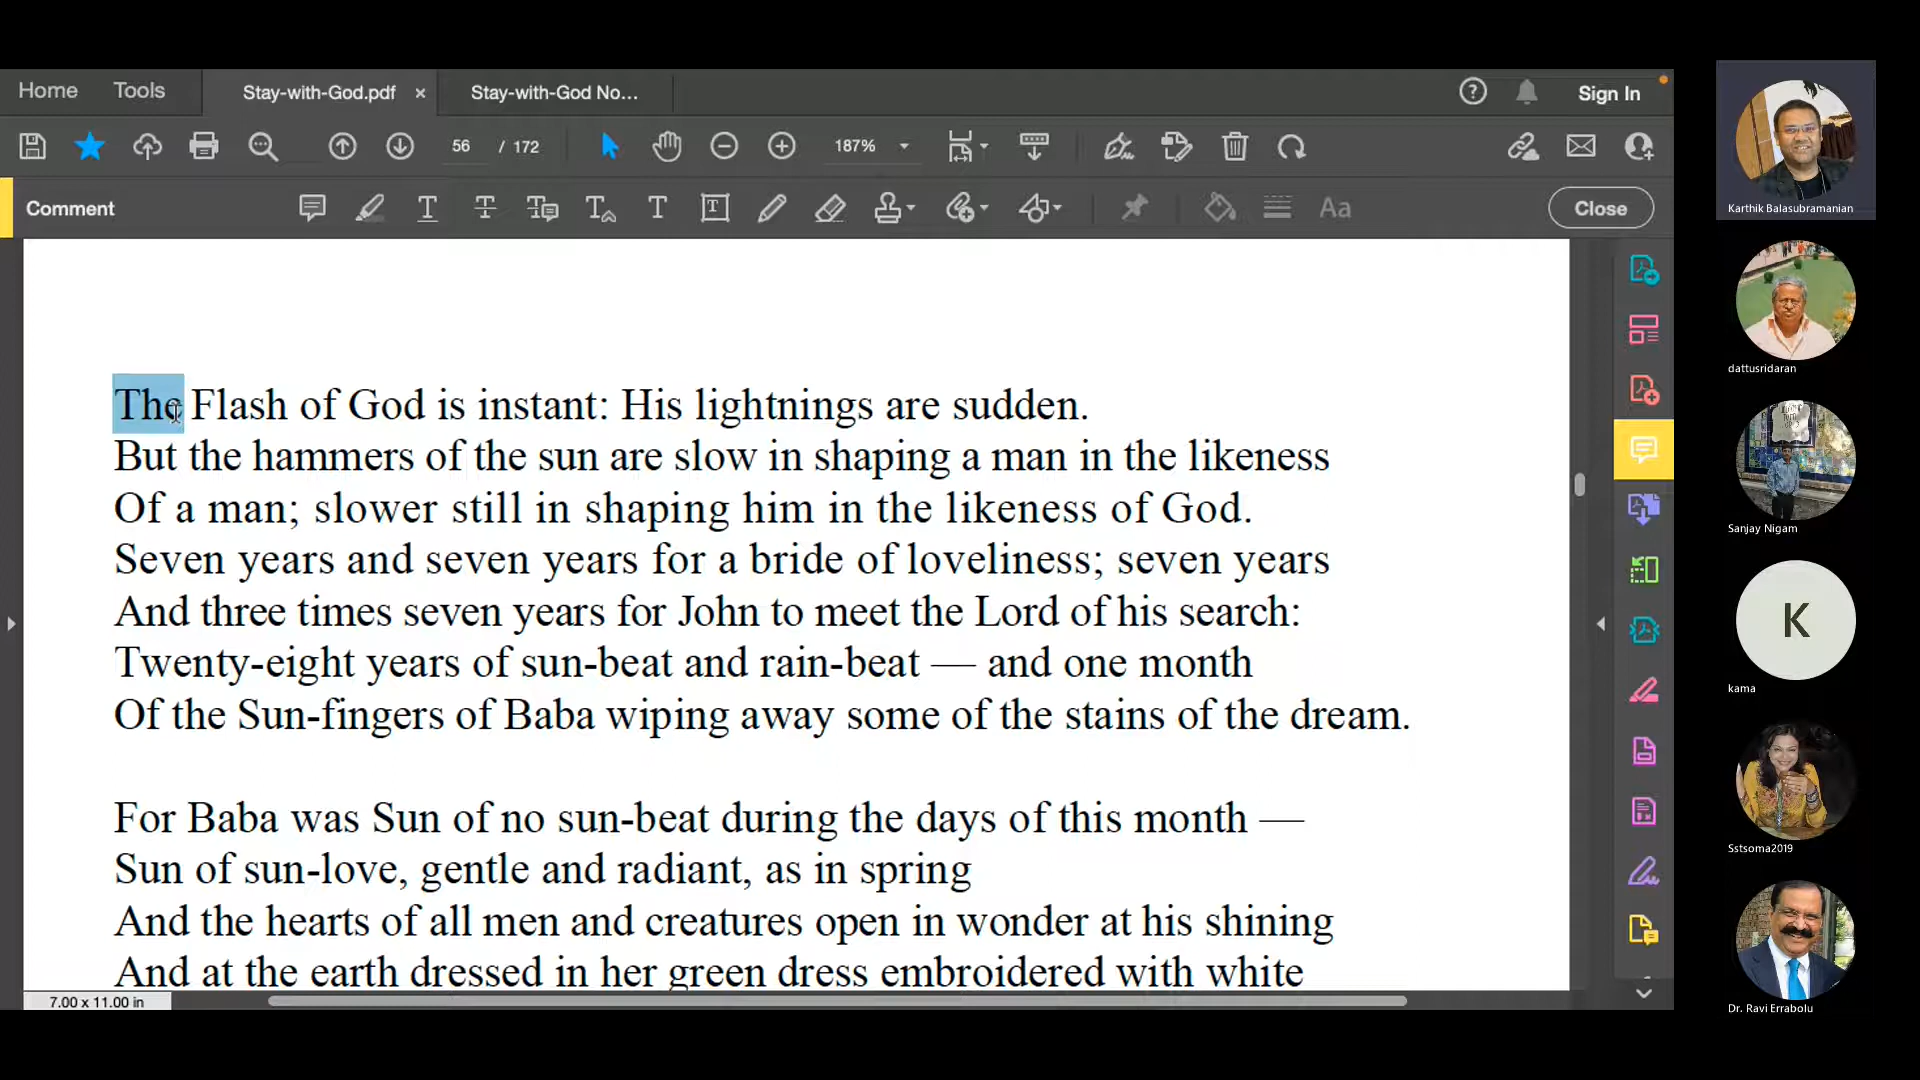 Home
Tools
Stay-with-God.pdf
Stay-with-God No...
Sign In
56 / 172
187%
Comment
Close
The Flash of God is instant: His lightnings are sudden.
But the hammers of the sun are slow in shaping a man in the likeness
Of a man; slower still in shaping him in the likeness of God.
Seven years and seven years for a bride of loveliness; seven years
And three times seven years for John to meet the Lord of his search:
Twenty-eight years of sun-beat and rain-beat — and one month
Of the Sun-fingers of Baba wiping away some of the stains of the dream.
For Baba was Sun of no sun-beat during the days of this month —
Sun of sun-love, gentle and radiant, as in spring
And the hearts of all men and creatures open in wonder at his shining
And at the earth dressed in her green dress embroidered with white
7.00 x 11.00 in
Karthik Balasubramanian
dattusridaran
Sanjay Nigam
K
kama
Sstsoma2019
Dr. Ravi Errabolu